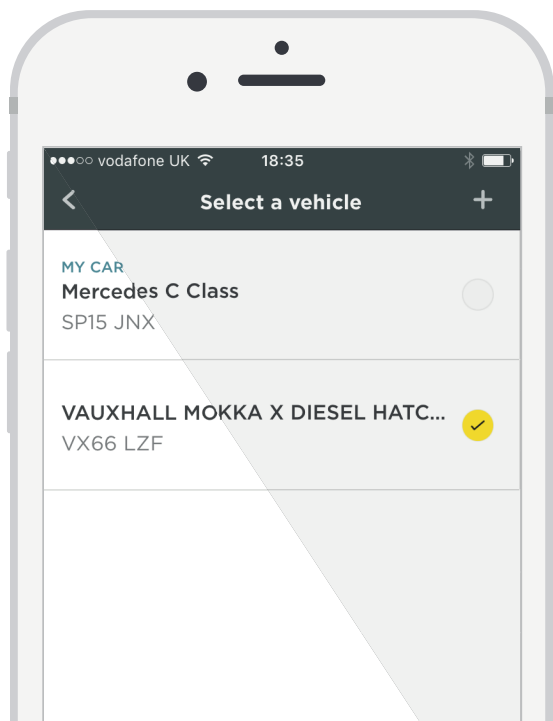 vodafone UK 18:35
Select a vehicle
MY CAR
Mercedes C Class
SP15 JNX
VAUXHALL MOKKA X DIESEL HATC...
VX66 LZF